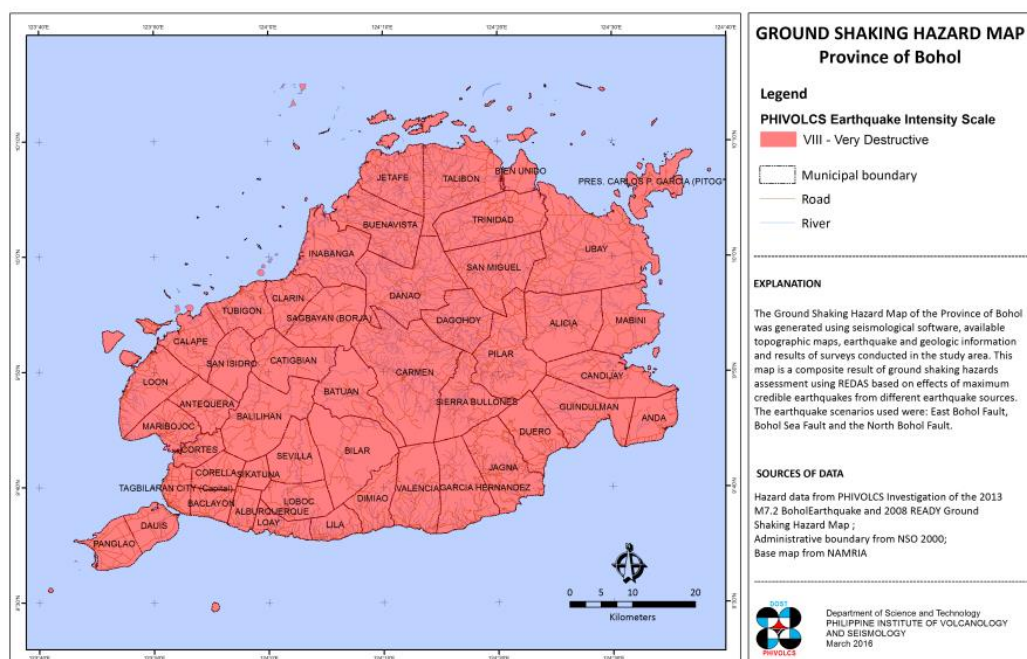 123°40'E 124°10'E 124°40'E
GROUND SHAKING HAZARD MAP
Province of Bohol
Legend
PHIVOLCS Earthquake Intensity Scale
VIII - Very Destructive
Municipal boundary
Road
River
EXPLANATION
The Ground Shaking Hazard Map of the Province of Bohol
was generated using seismological software, available
topographic maps, earthquake and geologic information
and results of surveys conducted in the study area. This
map is a composite result of ground shaking hazards
assessment using REDAS based on effects of maximum
credible earthquakes from different earthquake sources.
The earthquake scenarios used were: East Bohol Fault,
Bohol Sea Fault and the North Bohol Fault.
SOURCES OF DATA
Hazard data from PHIVOLCS Investigation of the 2013
M7.2 BoholEarthquake and 2008 READY Ground
Shaking Hazard Map ;
Administrative boundary from NSO 2000;
Base map from NAMRIA
DOST
PHIVOLCS
Department of Science and Technology
PHILIPPINE INSTITUTE OF VOLCANOLOGY
AND SEISMOLOGY
March 2016
JETAFE
TALIBON
BIEN UNIDO
PRES. CARLOS P. GARCIA (PITOG*
BUENAVISTA
TRINIDAD
INABANGA
UBAY
SAN MIGUEL
CLARIN
DANAO
TUBIGON
SAGBAYAN (BORJA)
DAGOHOY
ALICIA
MABINI
CALAPE
SAN ISIDRO
CATIGBIAN
PILAR
LOON
CARMEN
CANDIJAY
BATUAN
ANTEQUERA
SIERRA BULLONES
GUINDULMAN
BALILIHAN
ANDA
MARIBOJOC
DUERO
CORTES
SEVILLA
BILAR
CORELLA
SIKATUNA
JAGNA
TAGBILARAN CITY (Capital)
DIMIAO
VALENCIA
GARCIA HERNANDEZ
BACLAYON
LOBOC
ALBURQUERQUE
LOAY
LILA
DAUIS
PANGLAO
0 5 10 20
Kilometers